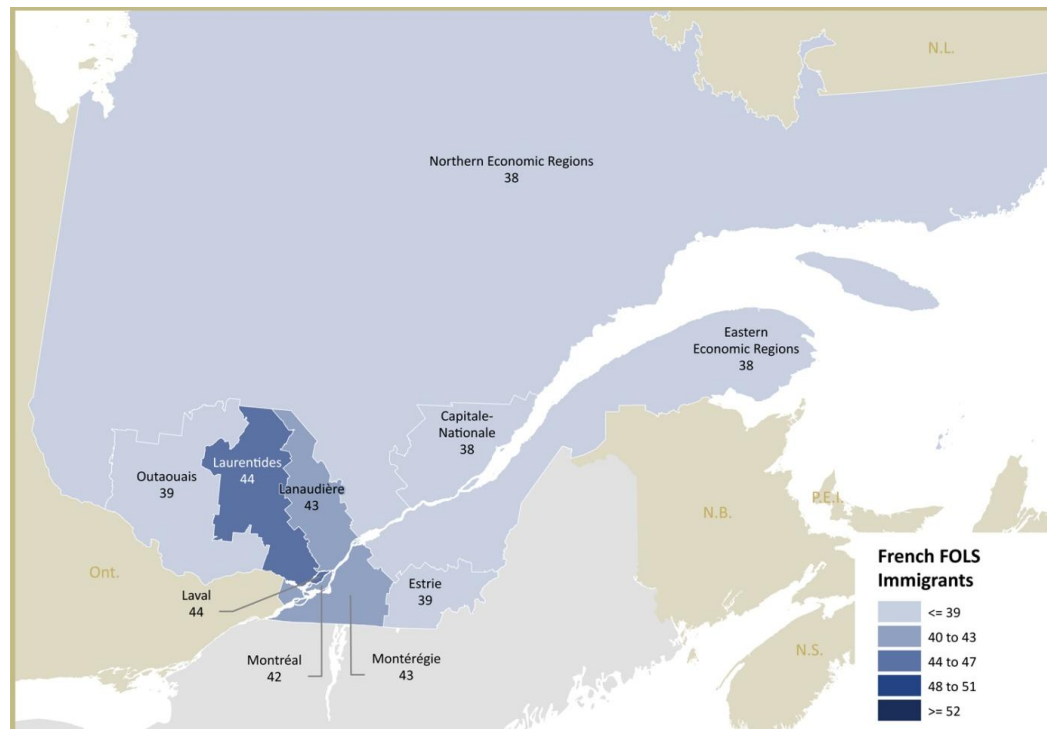 N.L.
Northern Economic Regions
38
Eastern
Economic Regions
38
Capitale-
Nationale
38
Laurentides
44
Outaouais
39
Lanaudière
43
P.E.I.
N.B.
Ont.
Estrie
39
Laval
44
Montréal
42
Montérégie
43
N.S.
French FOLS
Immigrants
<= 39
40 to 43
44 to 47
48 to 51
>= 52